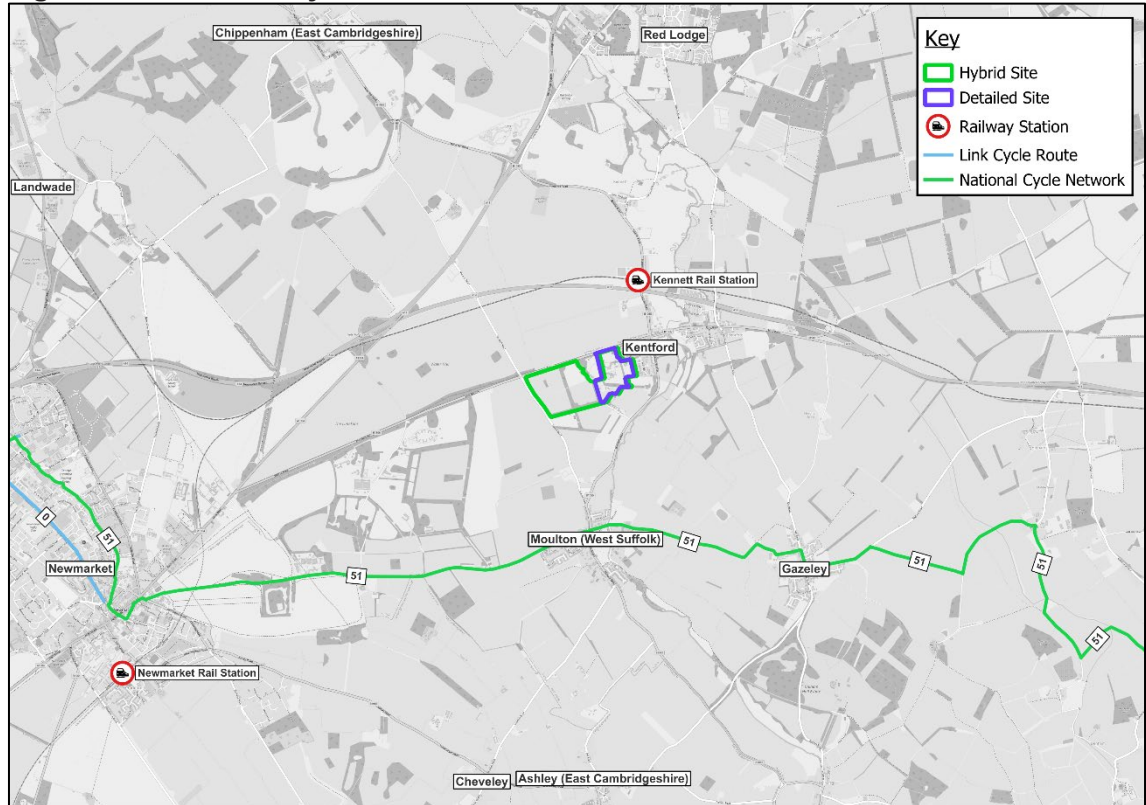 Chippenham (East Cambridgeshire)
Red Lodge
Key
Hybrid Site
Detailed Site
Railway Station
Link Cycle Route
National Cycle Network
Landwade
Kennett Rail Station
Kentford
0
51
Newmarket
51
Moulton (West Suffolk)
51
Gazeley
51
51
51
Newmarket Rail Station
Cheveley
Ashley (East Cambridgeshire)